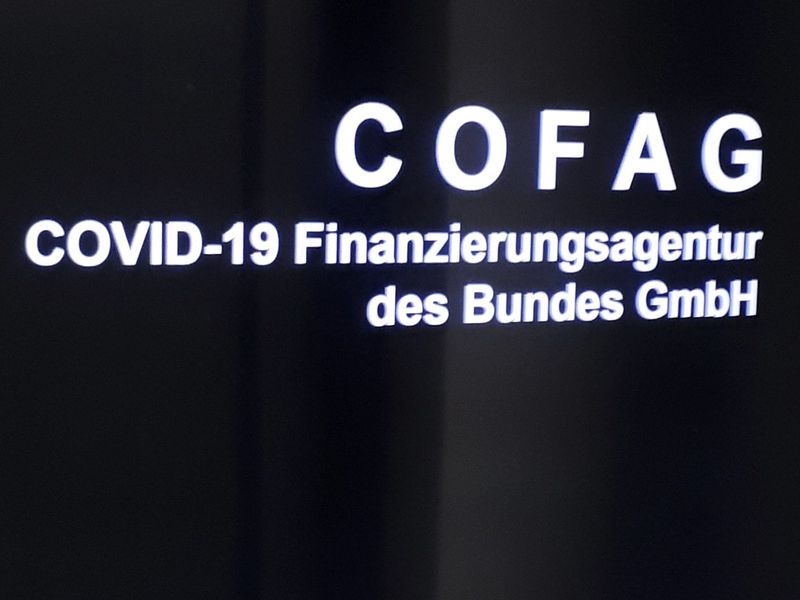 COFAG
COVID-19 Finanzierungsagentur
des Bundes GmbH